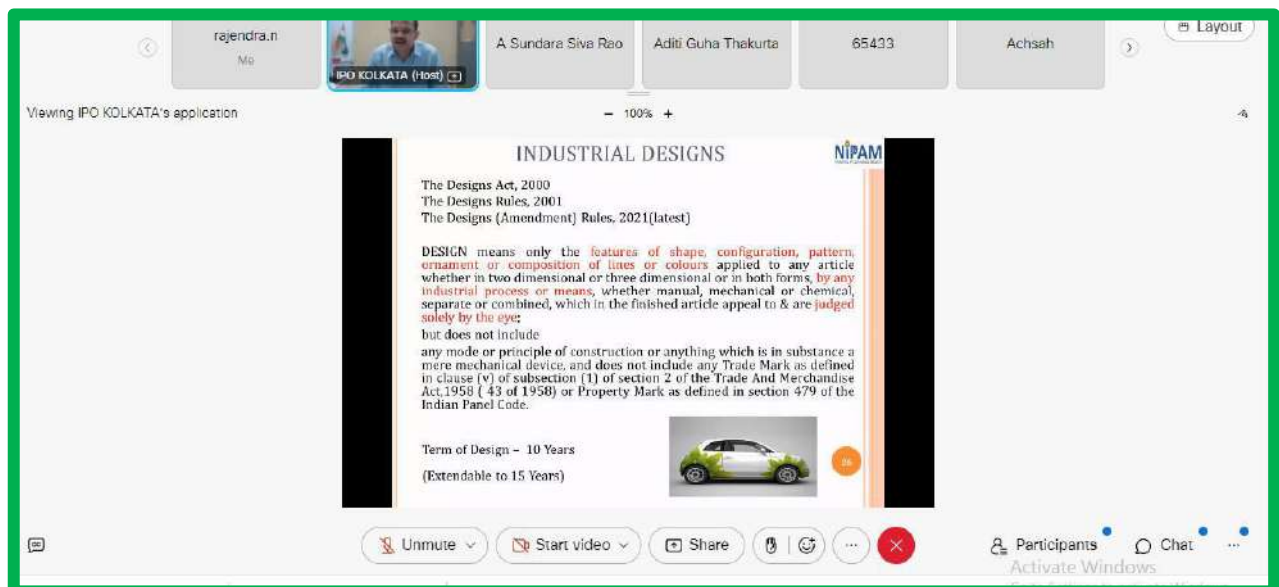 Layout
rajendra.n
Me
IPO KOLKATA (Host)
A Sundara Siva Rao
Aditi Guha Thakurta
65433
Achsah
Viewing IPO KOLKATA's application
− 100% +
INDUSTRIAL DESIGNS
NIPAM
The Designs Act, 2000
The Designs Rules, 2001
The Designs (Amendment) Rules, 2021(latest)
DESIGN means only the features of shape, configuration, pattern,
ornament or composition of lines or colours applied to any article
whether in two dimensional or three dimensional or in both forms, by any
industrial process or means, whether manual, mechanical or chemical,
separate or combined, which in the finished article appeal to & are judged
solely by the eye;
but does not include
any mode or principle of construction or anything which is in substance a
mere mechanical device, and does not include any Trade Mark as defined
in clause (v) of subsection (1) of section 2 of the Trade And Merchandise
Act,1958 ( 43 of 1958) or Property Mark as defined in section 479 of the
Indian Panel Code.
Term of Design – 10 Years
(Extendable to 15 Years)
Unmute
Start video
Share
Participants
Chat
Activate Windows